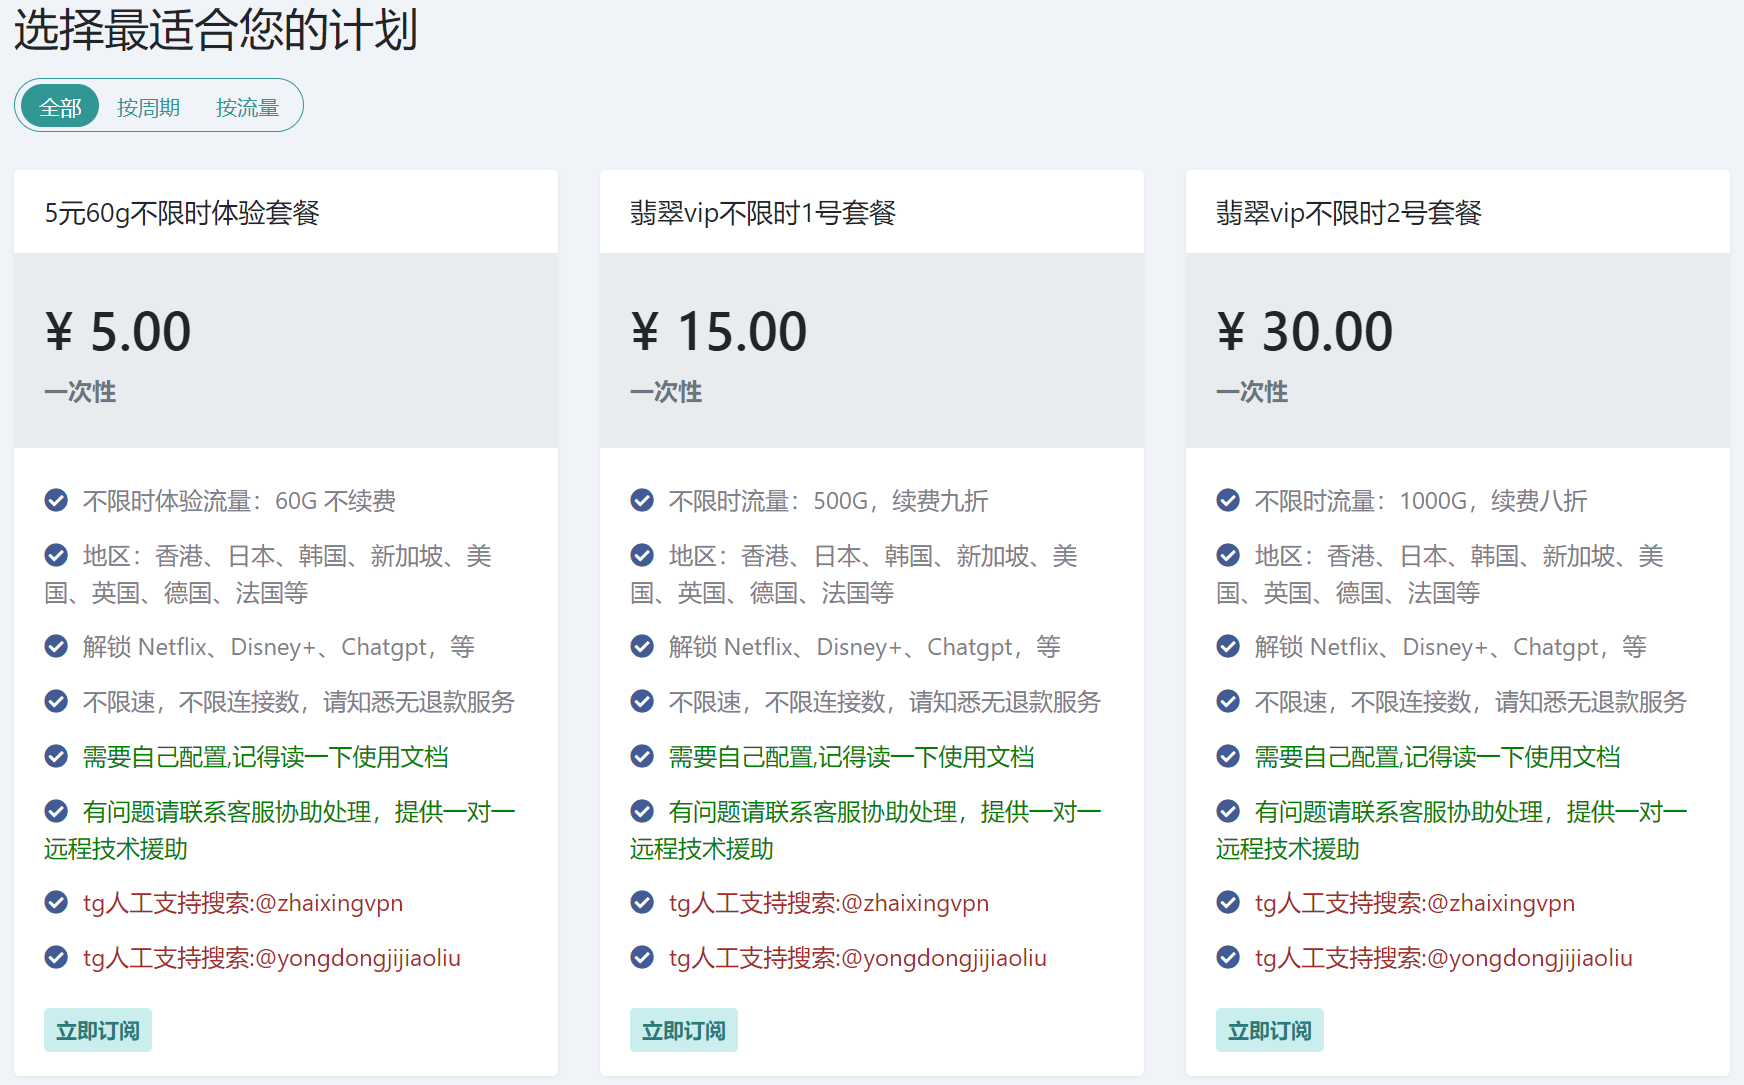 选择最适合您的计划
全部 按周期 按流量
5元60g不限时体验套餐
¥ 5.00
一次性
不限时体验流量：60G 不续费
地区：香港、日本、韩国、新加坡、美
国、英国、德国、法国等
解锁 Netflix、Disney+、Chatgpt，等
不限速，不限连接数，请知悉无退款服务
需要自己配置,记得读一下使用文档
有问题请联系客服协助处理，提供一对一
远程技术援助
tg人工支持搜索:@zhaixingvpn
tg人工支持搜索:@yongdongjijiaoliu
立即订阅
翡翠vip不限时1号套餐
¥ 15.00
一次性
不限时流量：500G，续费九折
地区：香港、日本、韩国、新加坡、美
国、英国、德国、法国等
解锁 Netflix、Disney+、Chatgpt，等
不限速，不限连接数，请知悉无退款服务
需要自己配置,记得读一下使用文档
有问题请联系客服协助处理，提供一对一
远程技术援助
tg人工支持搜索:@zhaixingvpn
tg人工支持搜索:@yongdongjijiaoliu
立即订阅
翡翠vip不限时2号套餐
¥ 30.00
一次性
不限时流量：1000G，续费八折
地区：香港、日本、韩国、新加坡、美
国、英国、德国、法国等
解锁 Netflix、Disney+、Chatgpt，等
不限速，不限连接数，请知悉无退款服务
需要自己配置,记得读一下使用文档
有问题请联系客服协助处理，提供一对一
远程技术援助
tg人工支持搜索:@zhaixingvpn
tg人工支持搜索:@yongdongjijiaoliu
立即订阅